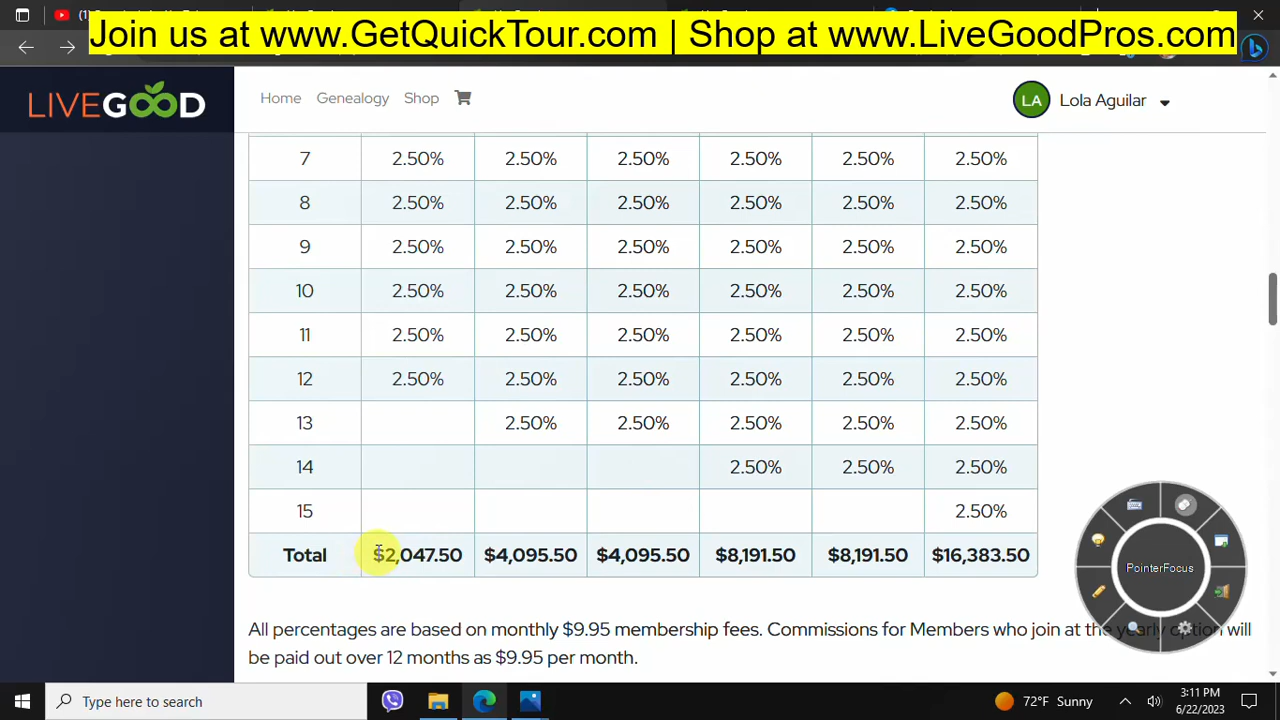 Join us at www.GetQuickTour.com | Shop at www.LiveGoodPros.com
LIVEGOOD
Home Genealogy Shop
LA Lola Aguilar
7 2.50% 2.50% 2.50% 2.50% 2.50% 2.50%
8 2.50% 2.50% 2.50% 2.50% 2.50% 2.50%
9 2.50% 2.50% 2.50% 2.50% 2.50% 2.50%
10 2.50% 2.50% 2.50% 2.50% 2.50% 2.50%
11 2.50% 2.50% 2.50% 2.50% 2.50% 2.50%
12 2.50% 2.50% 2.50% 2.50% 2.50% 2.50%
13 2.50% 2.50% 2.50% 2.50% 2.50%
14 2.50% 2.50% 2.50%
15 2.50%
Total $2,047.50 $4,095.50 $4,095.50 $8,191.50 $8,191.50 $16,383.50
PointerFocus
All percentages are based on monthly $9.95 membership fees. Commissions for Members who join at the yearly option will
be paid out over 12 months as $9.95 per month.
Type here to search
72°F Sunny
3:11 PM
6/22/2023